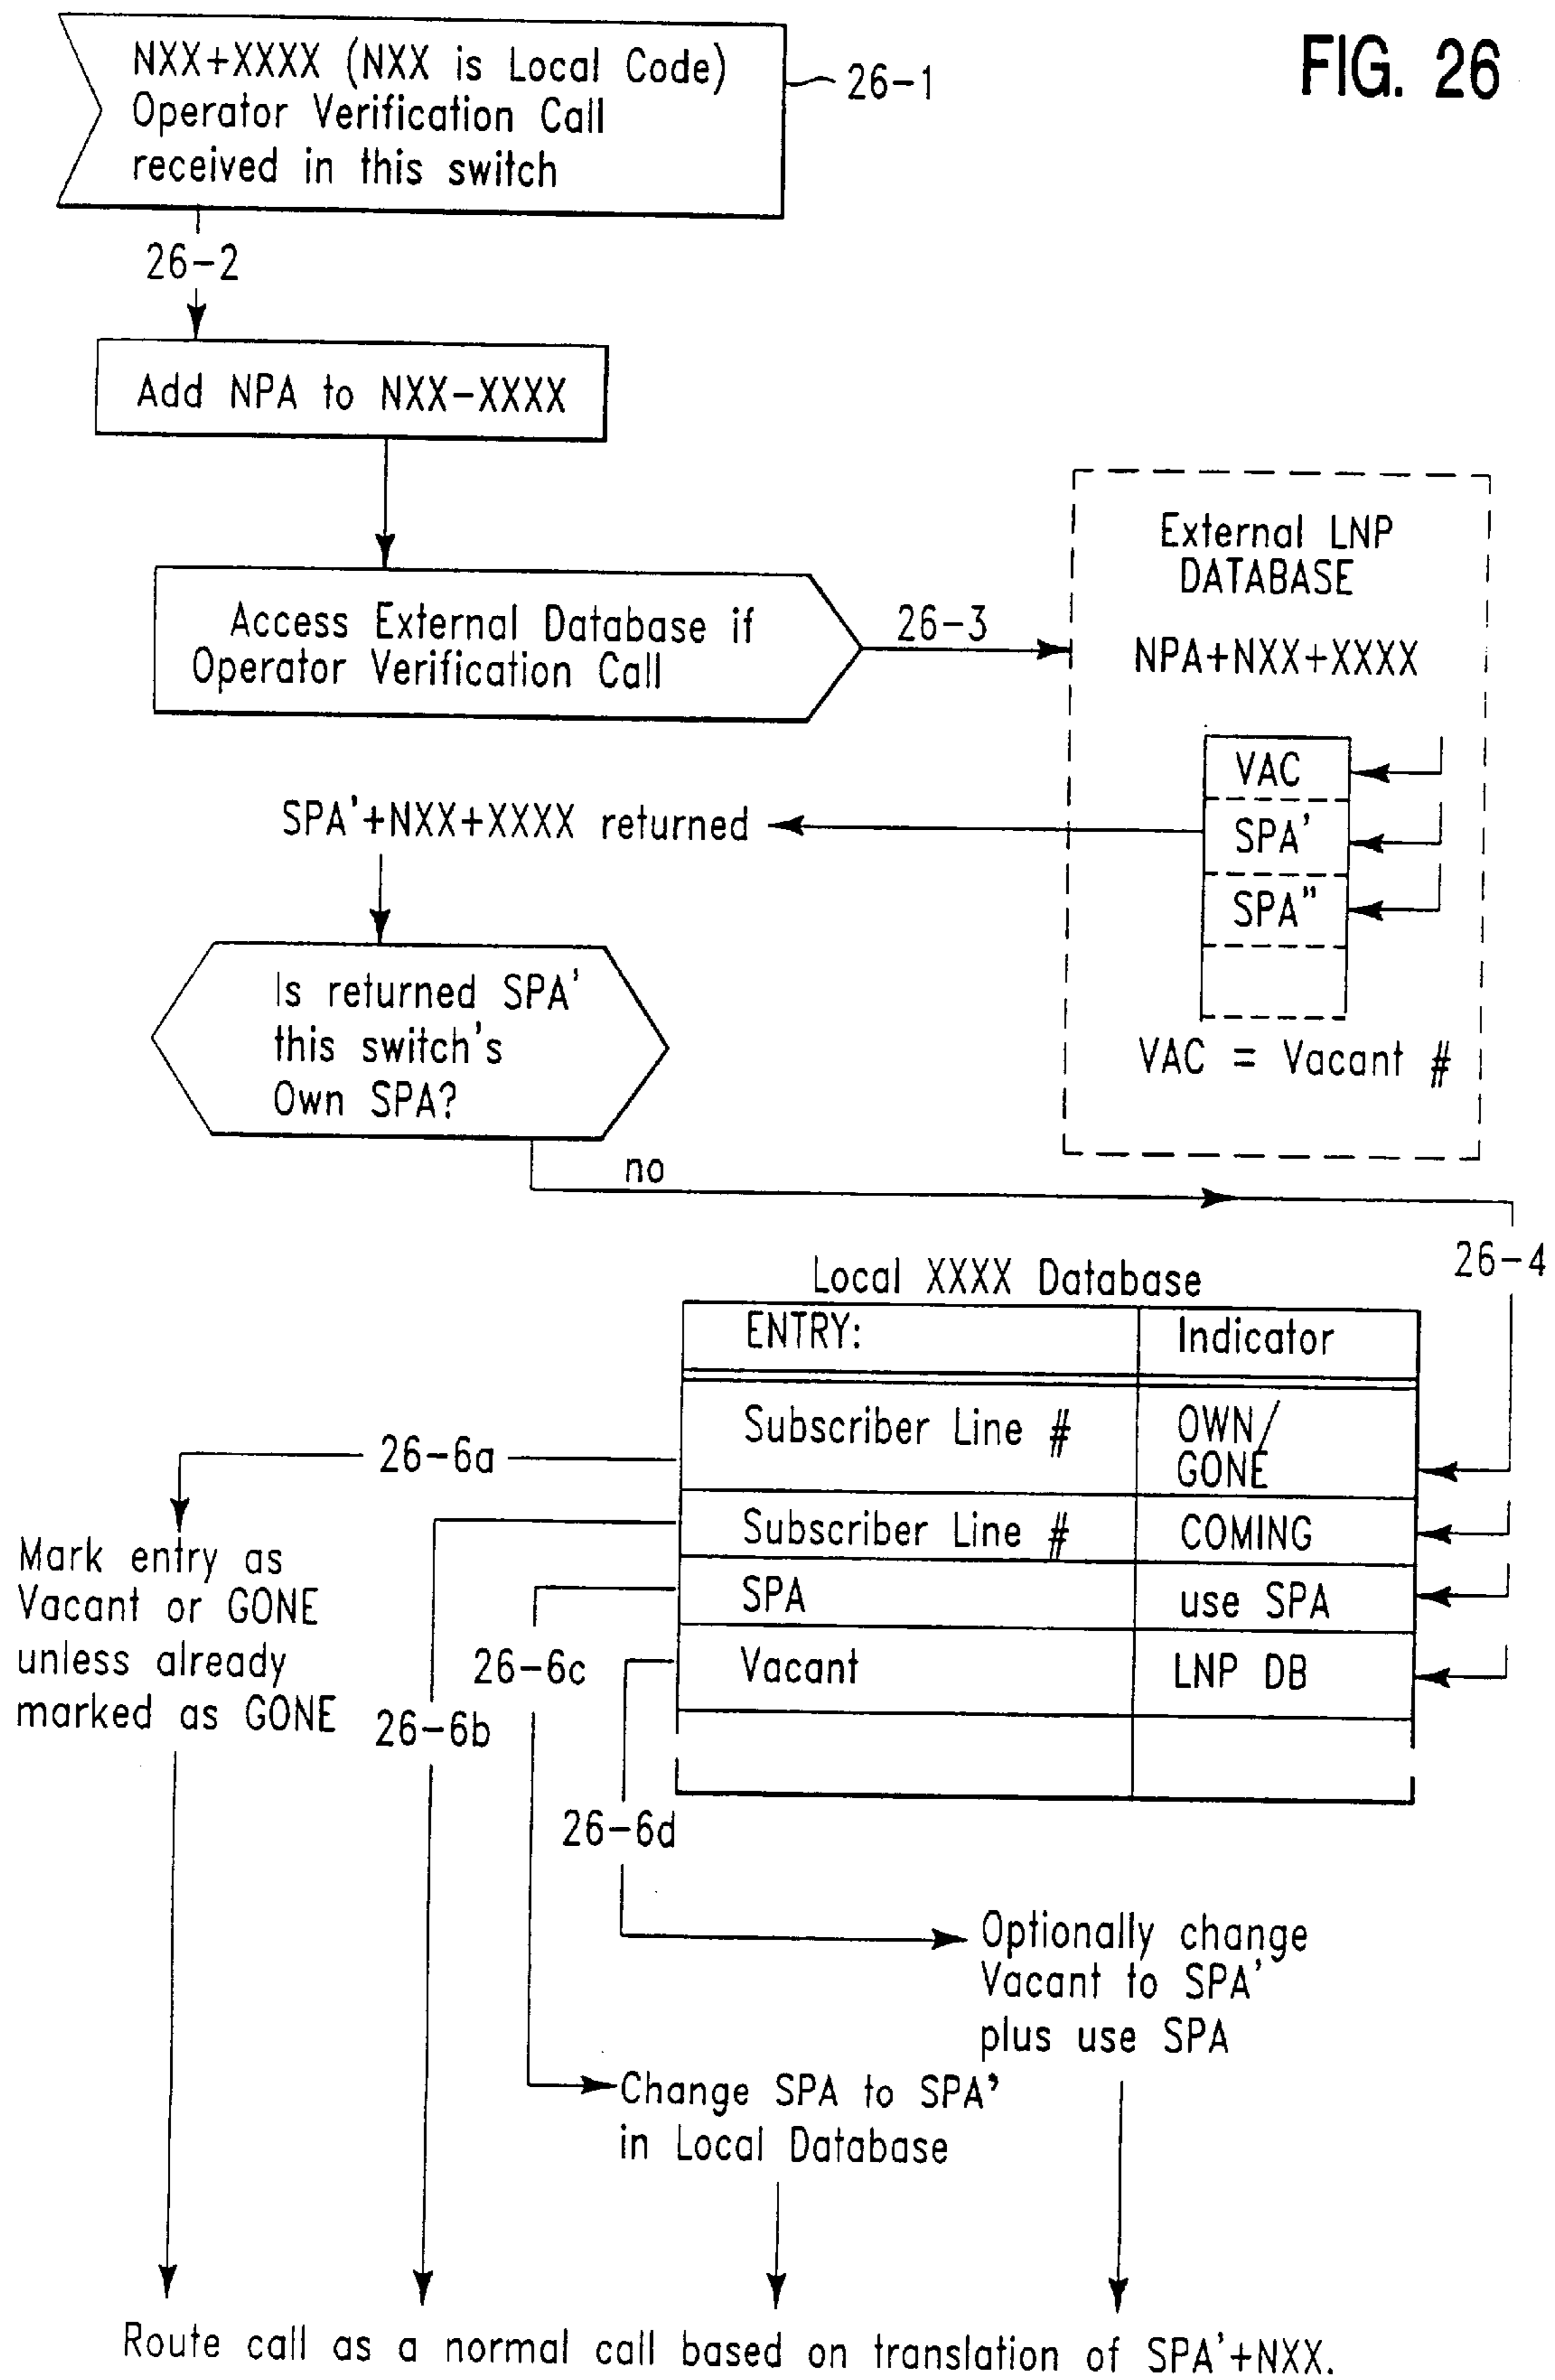 FIG. 26
NXX+XXXX (NXX is Local Code)
Operator Verification Call
received in this switch
26-1
26-2
Add NPA to NXX-XXXX
Access External Database if
Operator Verification Call
26-3
External LNP
DATABASE
NPA+NXX+XXXX
VAC
SPA'
SPA"
VAC = Vacant #
SPA'+NXX+XXXX returned
Is returned SPA'
this switch's
Own SPA?
no
26-4
Local XXXX Database
ENTRY: Indicator
Subscriber Line # OWN/
GONE
Subscriber Line # COMING
SPA use SPA
Vacant LNP DB
26-6a
Mark entry as
Vacant or GONE
unless already
marked as GONE
26-6b
26-6c
26-6d
Optionally change
Vacant to SPA'
plus use SPA
Change SPA to SPA'
in Local Database
Route call as a normal call based on translation of SPA'+NXX.